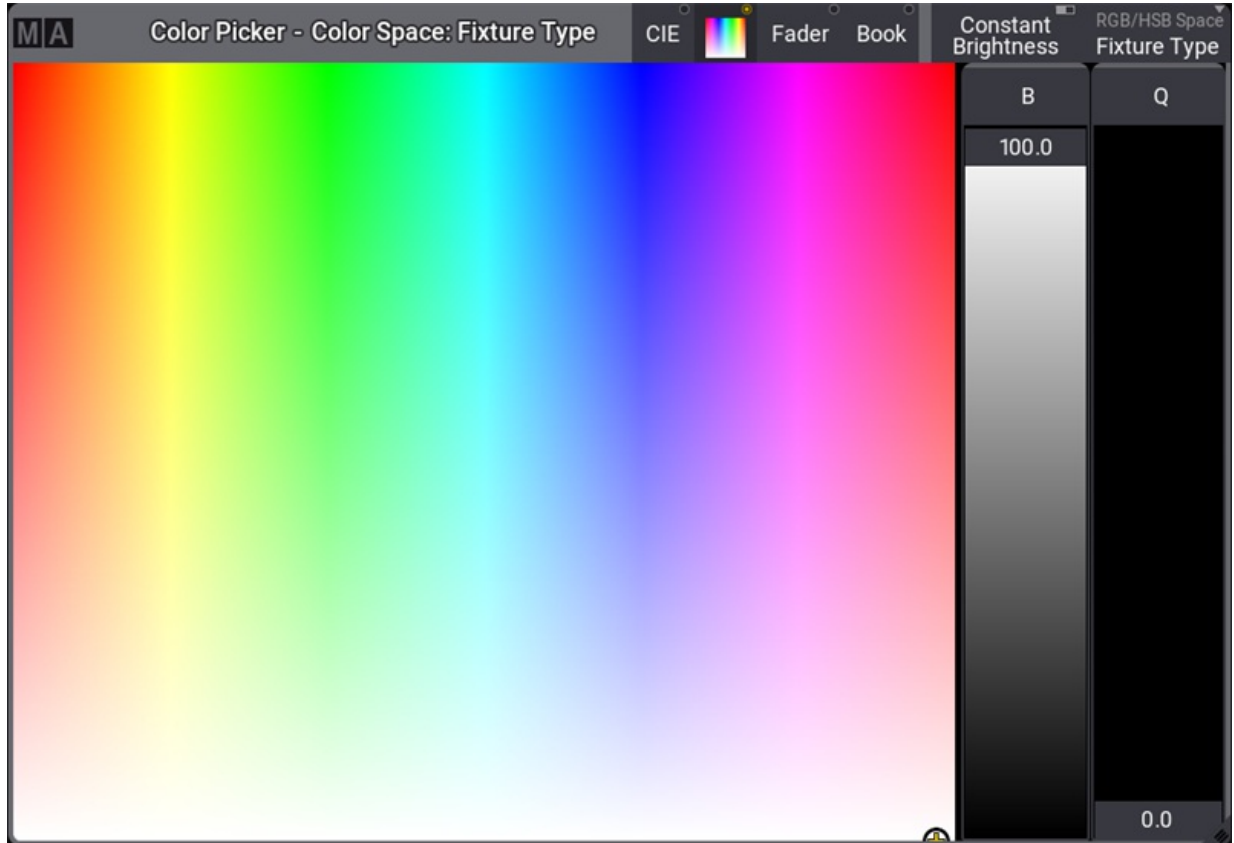 MA
Color Picker - Color Space: Fixture Type
CIE
Fader
Book
Constant
Brightness
RGB/HSB Space
Fixture Type
B
Q
100.0
0.0